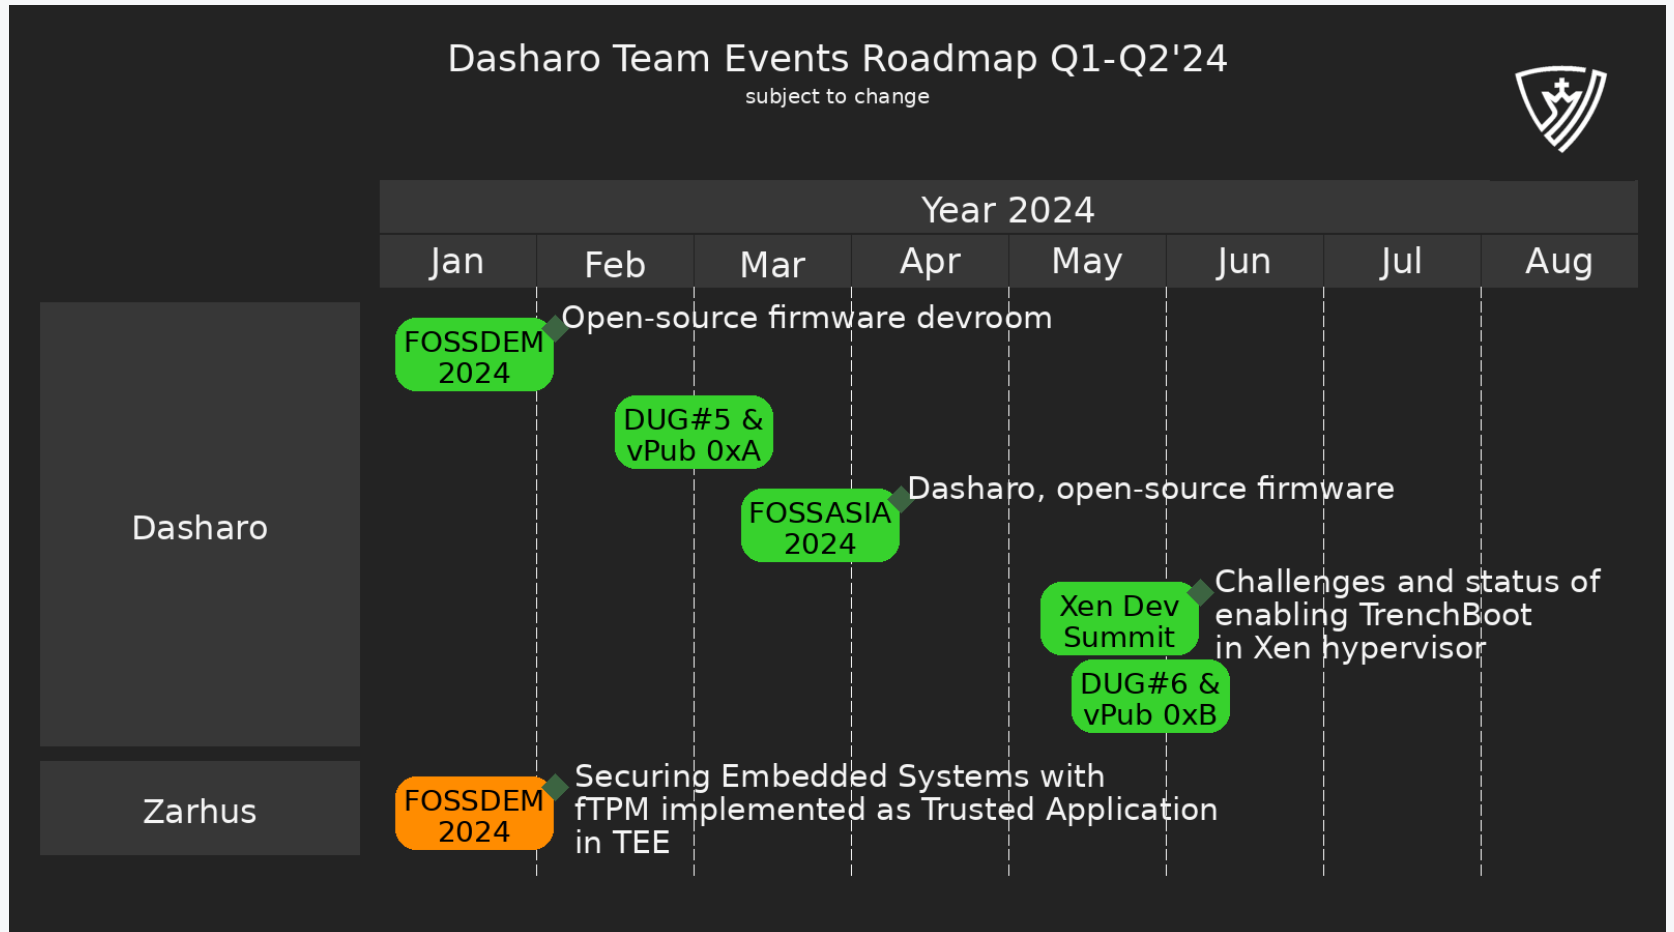 Dasharo Team Events Roadmap Q1-Q2'24
subject to change
Year 2024
Jan Feb Mar Apr May Jun Jul Aug
Dasharo
FOSSDEM
2024
Open-source firmware devroom
DUG#5 &
vPub 0xA
FOSSASIA
2024
Dasharo, open-source firmware
Xen Dev
Summit
Challenges and status of
enabling TrenchBoot
in Xen hypervisor
DUG#6 &
vPub 0xB
Zarhus
FOSSDEM
2024
Securing Embedded Systems with
fTPM implemented as Trusted Application
in TEE